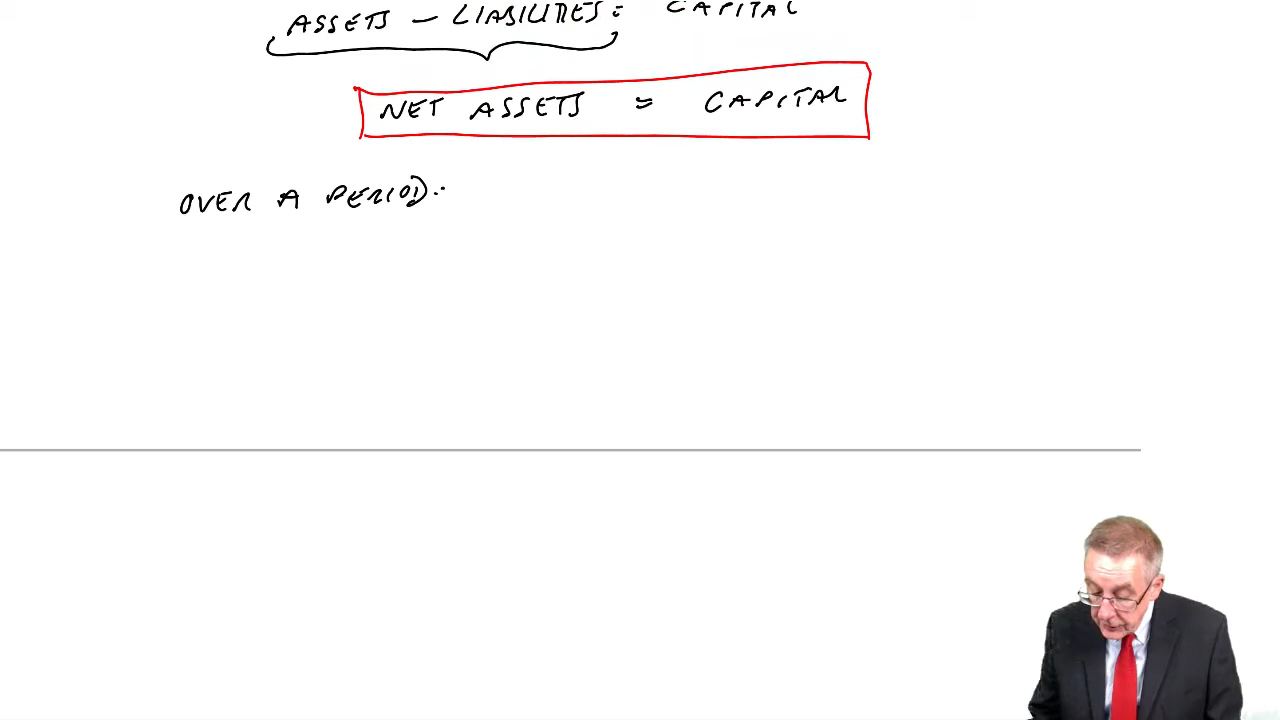 ASSETS - LIABILITIES = CAPITAL
NET ASSETS = CAPITAL
OVER A PERIOD:-